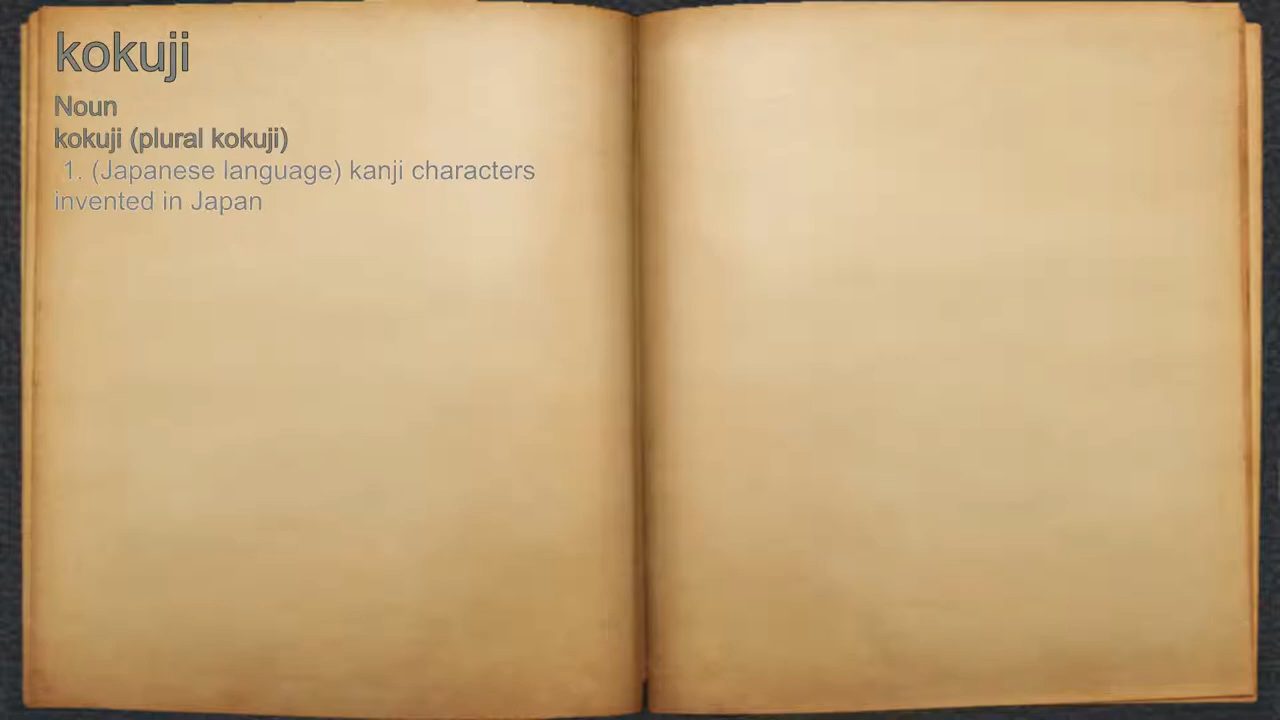 kokuji
Noun
kokuji (plural kokuji)
1. (Japanese language) kanji characters
invented in Japan